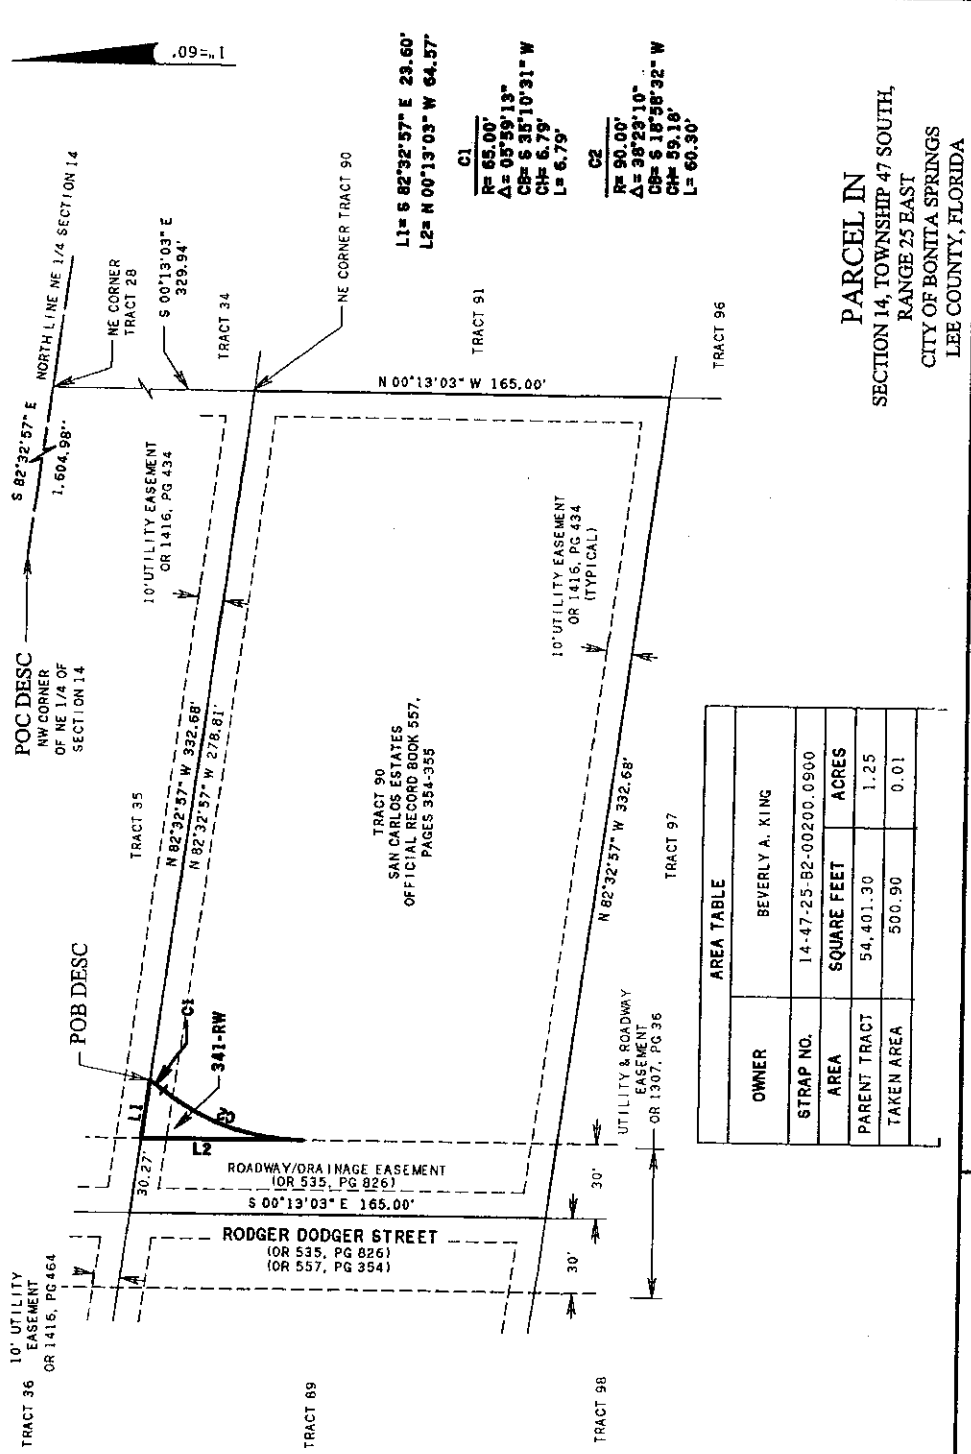 1"=60'
S 82°32'57" E
1,604.98''
NORTH LINE NE 1/4 SECTION 14
POC DESC
NW CORNER
OF NE 1/4 OF
SECTION 14
NE CORNER
TRACT 28
S 00°13'03" E
329.94'
TRACT 34
NE CORNER TRACT 90
L1= S 82°32'57" E 23.60'
L2= N 00°13'03" W 64.57'
C1
R= 65.00'
Δ= 05°59'13"
CB= S 35°10'31" W
CH= 6.79'
L= 6.79'
C2
R= 90.00'
Δ= 38°23'10"
CB= S 18°58'32" W
CH= 59.18'
L= 60.30'
10' UTILITY EASEMENT
OR 1416, PG 434
N 00°13'03" W 165.00'
TRACT 91
TRACT 96
TRACT 35
N 82°32'57" W 332.68'
N 82°32'57" W 278.81'
10' UTILITY EASEMENT
OR 1416, PG 434
(TYPICAL)
TRACT 90
SAN CARLOS ESTATES
OFFICIAL RECORD BOOK 557,
PAGES 354-355
N 82°32'57" W 332.68'
TRACT 97
POB DESC
L1
C1
341-RW
C2
L2
30.27'
ROADWAY/DRAINAGE EASEMENT
(OR 535, PG 826)
S 00°13'03" E 165.00'
RODGER DODGER STREET
(OR 535, PG 826)
(OR 557, PG 354)
UTILITY & ROADWAY
EASEMENT
OR 1307, PG 36
30'
30'
10' UTILITY
EASEMENT
OR 1416, PG 464
TRACT 36
TRACT 89
TRACT 98
PARCEL IN
SECTION 14, TOWNSHIP 47 SOUTH,
RANGE 25 EAST
CITY OF BONITA SPRINGS
LEE COUNTY, FLORIDA
AREA TABLE
OWNER BEVERLY A. KING
STRAP NO. 14-47-25-B2-00200.0900
AREA SQUARE FEET ACRES
PARENT TRACT 54,401.30 1.25
TAKEN AREA 500.90 0.01